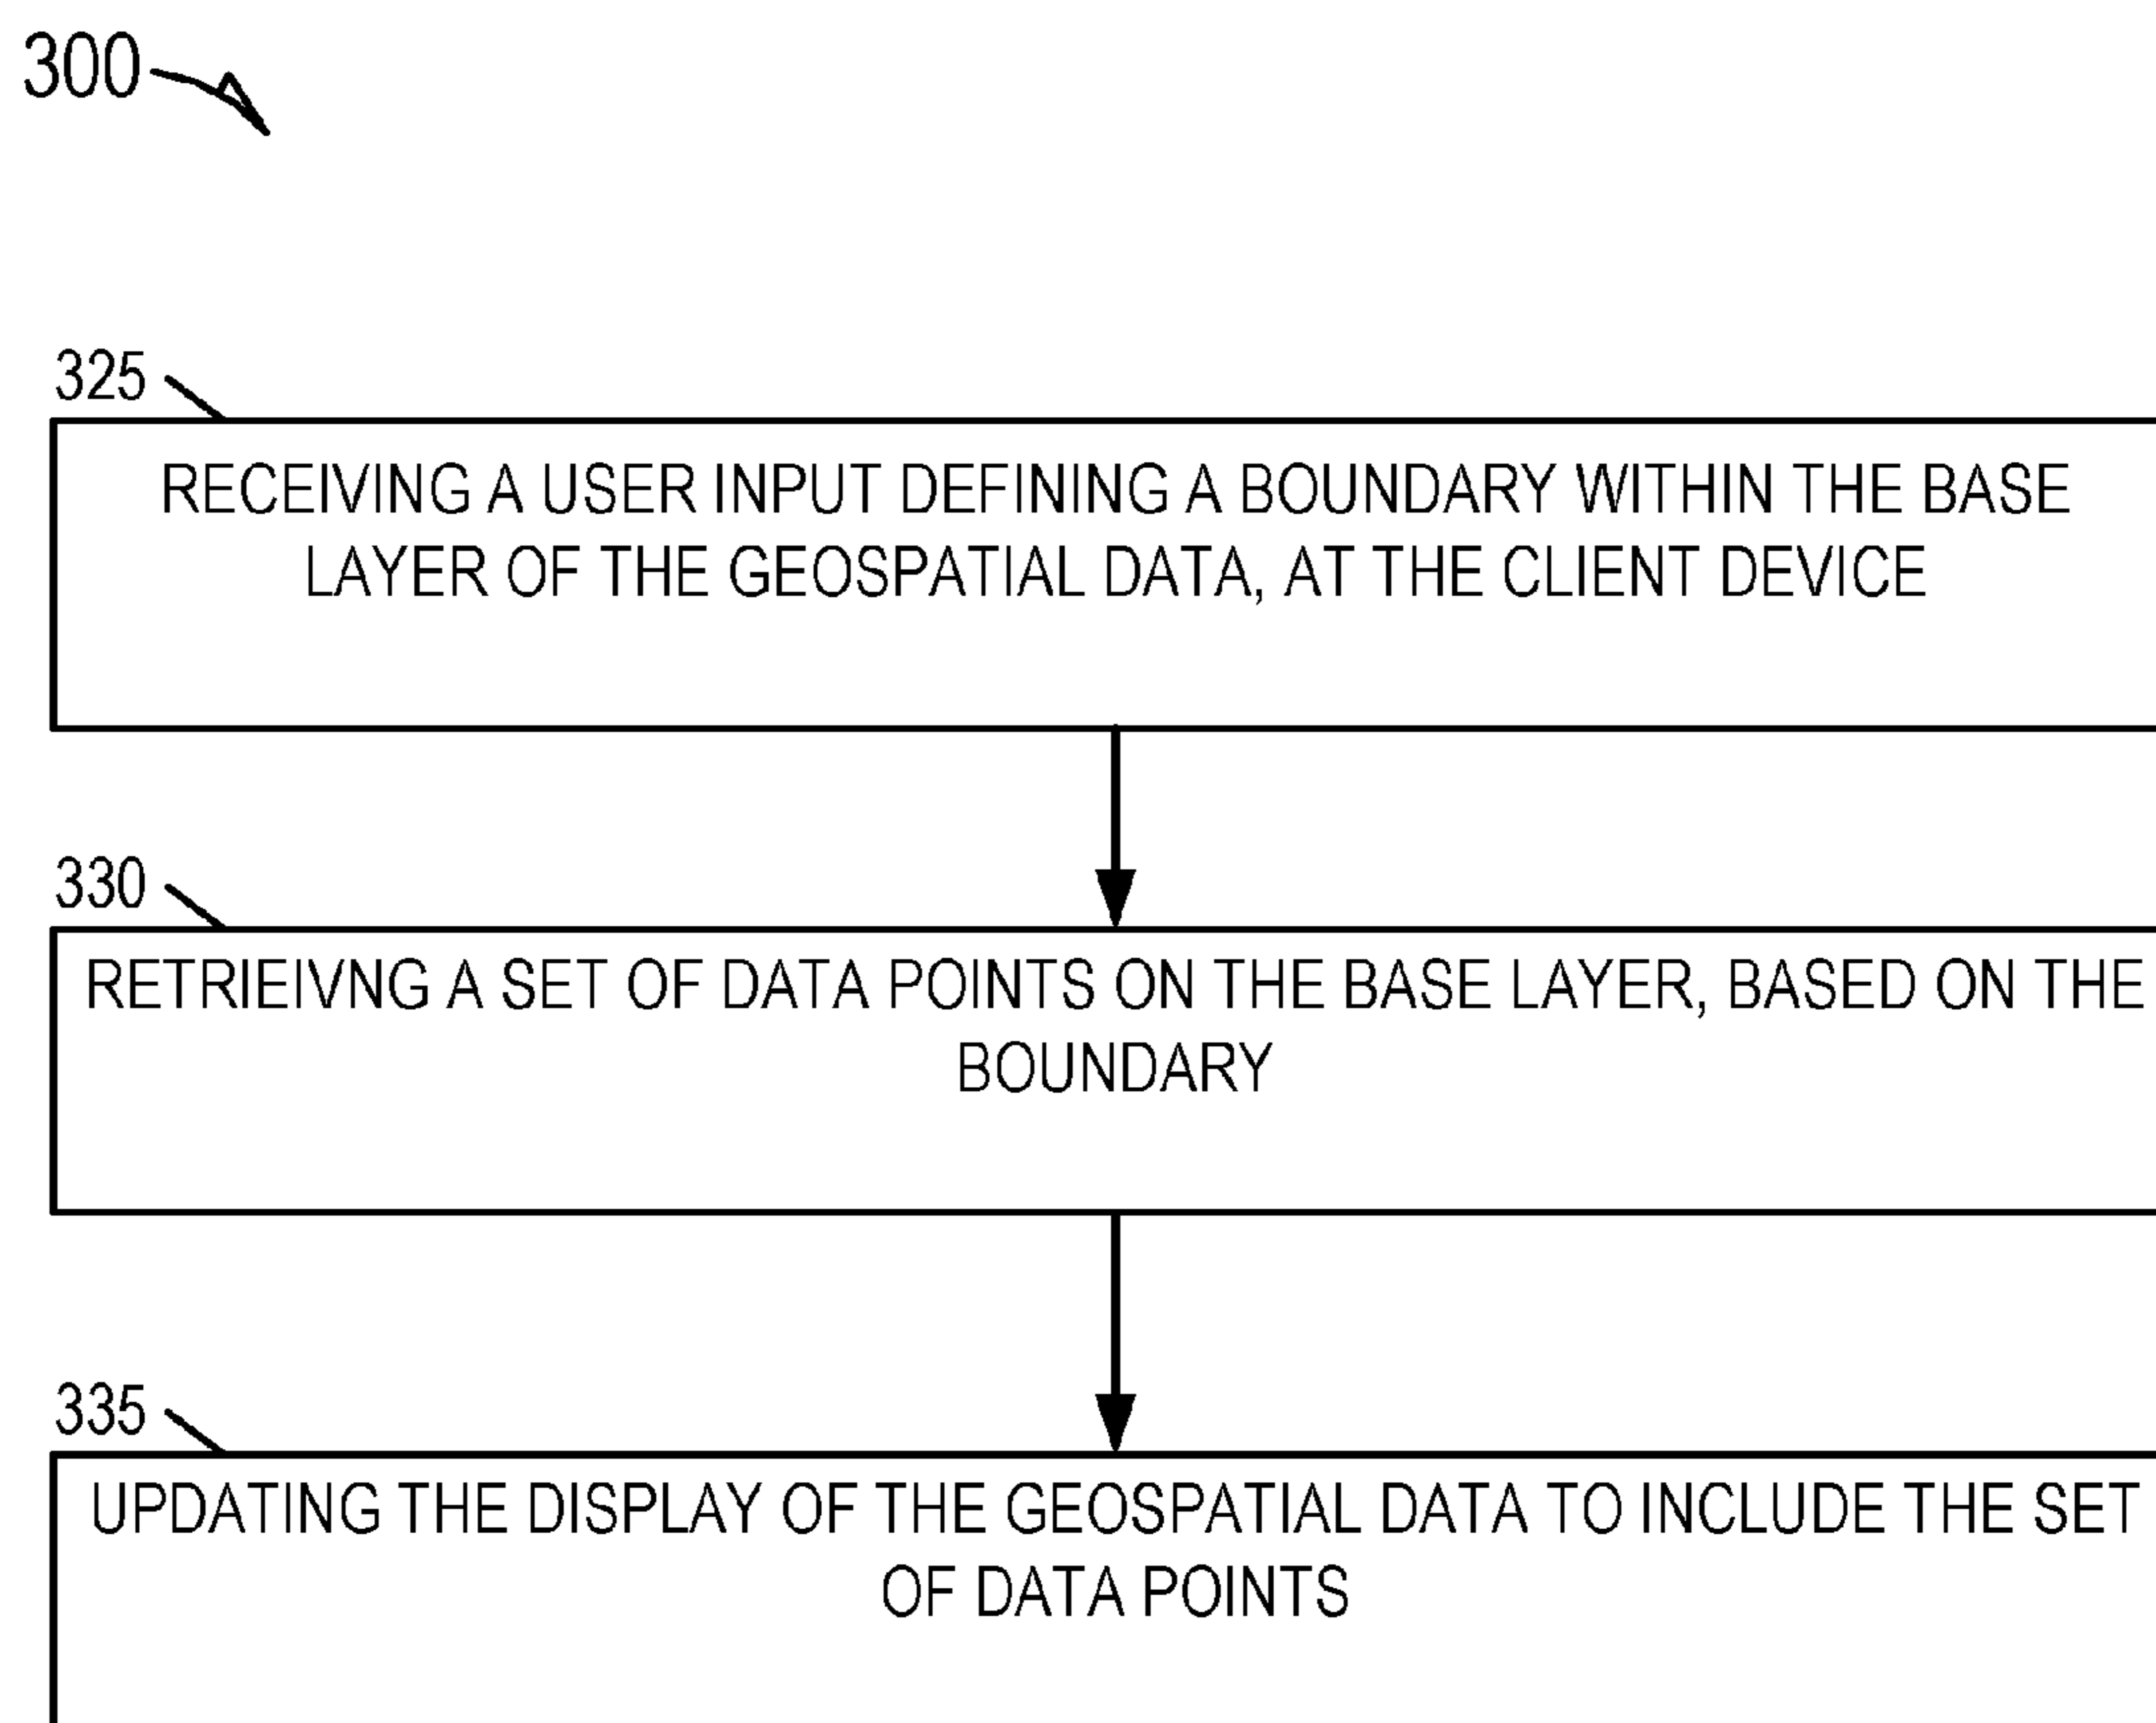 300
325
RECEIVING A USER INPUT DEFINING A BOUNDARY WITHIN THE BASE
LAYER OF THE GEOSPATIAL DATA, AT THE CLIENT DEVICE
330
RETRIEIVNG A SET OF DATA POINTS ON THE BASE LAYER, BASED ON THE
BOUNDARY
335
UPDATING THE DISPLAY OF THE GEOSPATIAL DATA TO INCLUDE THE SET
OF DATA POINTS